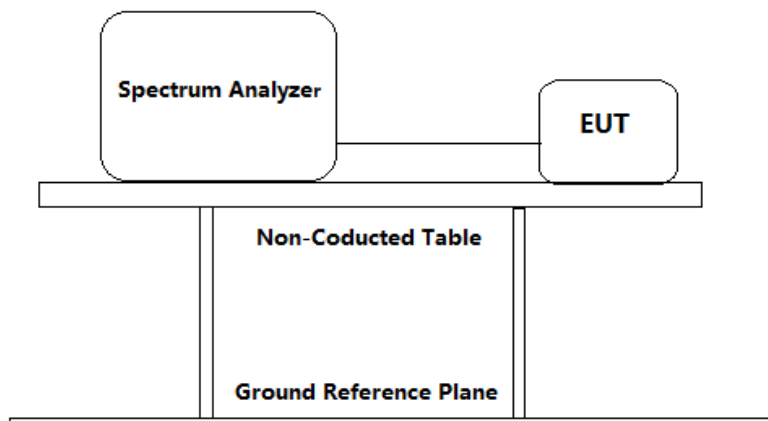 Spectrum Analyzer
EUT
Non-Coducted Table
Ground Reference Plane